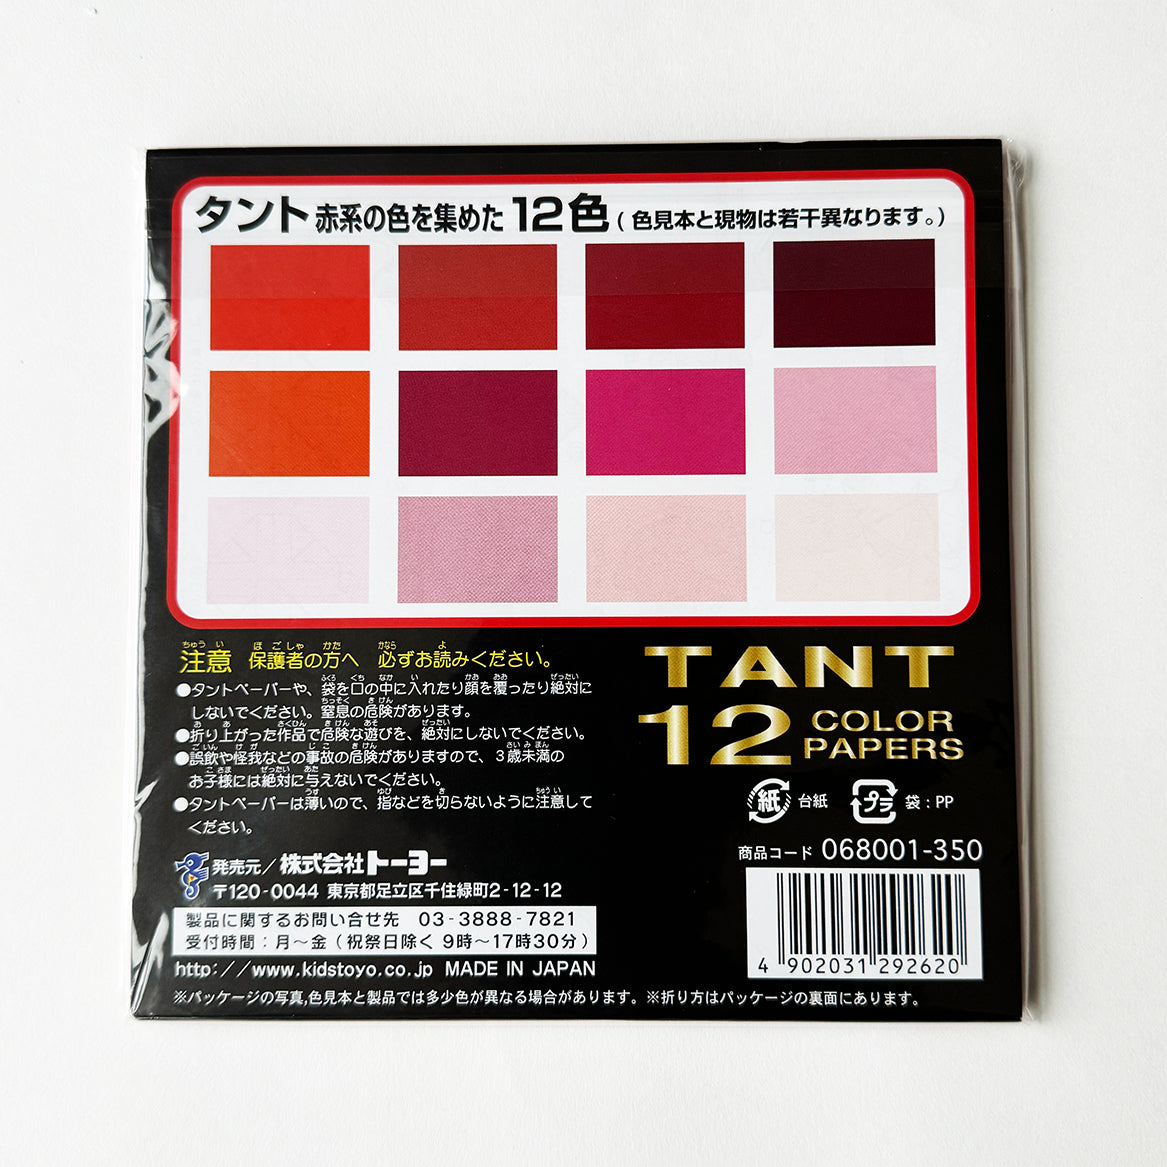 タント 赤系の色を集めた 12色 ( 色見本と現物は若干異なります。)
注意 保護者の方へ 必ずお読みください。
●タントペーパーや、袋を口の中に入れたり顔を覆ったり絶対に
しないでください。窒息の危険があります。
●折り上がった作品で危険な遊びを、絶対にしないでください。
●誤飲や怪我などの事故の危険がありますので、3歳未満の
お子様には絶対に与えないでください。
●タントペーパーは薄いので、指などを切らないように注意して
ください。
発売元/株式会社トーヨー
〒120-0044 東京都足立区千住緑町2-12-12
製品に関するお問い合せ先 03-3888-7821
受付時間：月〜金（祝祭日除く 9時〜17時30分）
http://www.kidstoyo.co.jp MADE IN JAPAN
TANT
12 COLOR
PAPERS
紙 台紙 プラ 袋：PP
商品コード 068001-350
4 902031 292620
※パッケージの写真,色見本と製品では多少色が異なる場合があります。※折り方はパッケージの裏面にあります。